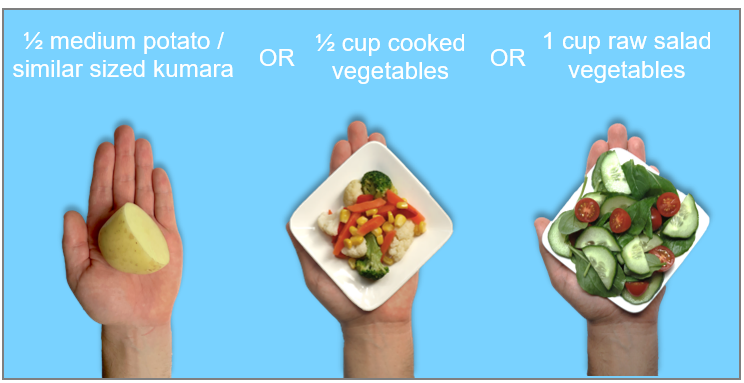 ½ medium potato /
similar sized kumara
OR
½ cup cooked
vegetables
OR
1 cup raw salad
vegetables